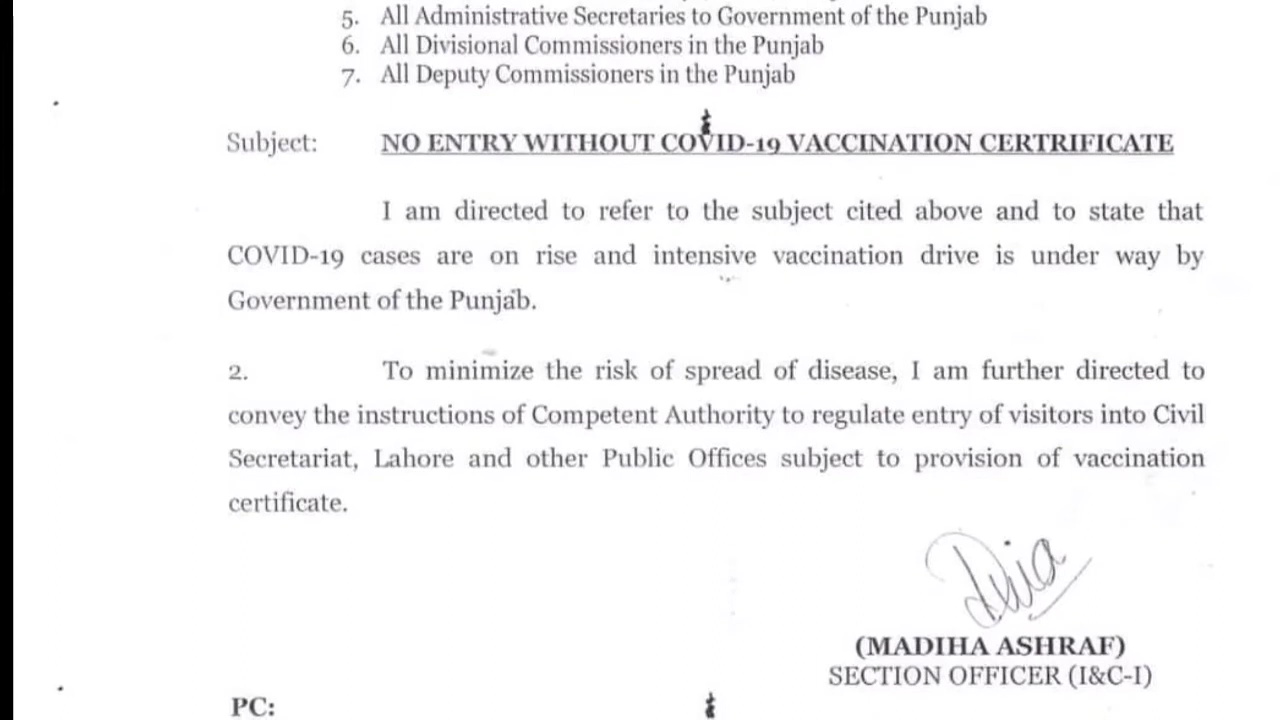 5. All Administrative Secretaries to Government of the Punjab
6. All Divisional Commissioners in the Punjab
7. All Deputy Commissioners in the Punjab
Subject: NO ENTRY WITHOUT COVID-19 VACCINATION CERTRIFICATE
I am directed to refer to the subject cited above and to state that
COVID-19 cases are on rise and intensive vaccination drive is under way by
Government of the Punjab.
2. To minimize the risk of spread of disease, I am further directed to
convey the instructions of Competent Authority to regulate entry of visitors into Civil
Secretariat, Lahore and other Public Offices subject to provision of vaccination
certificate.
(MADIHA ASHRAF)
SECTION OFFICER (I&C-I)
PC: